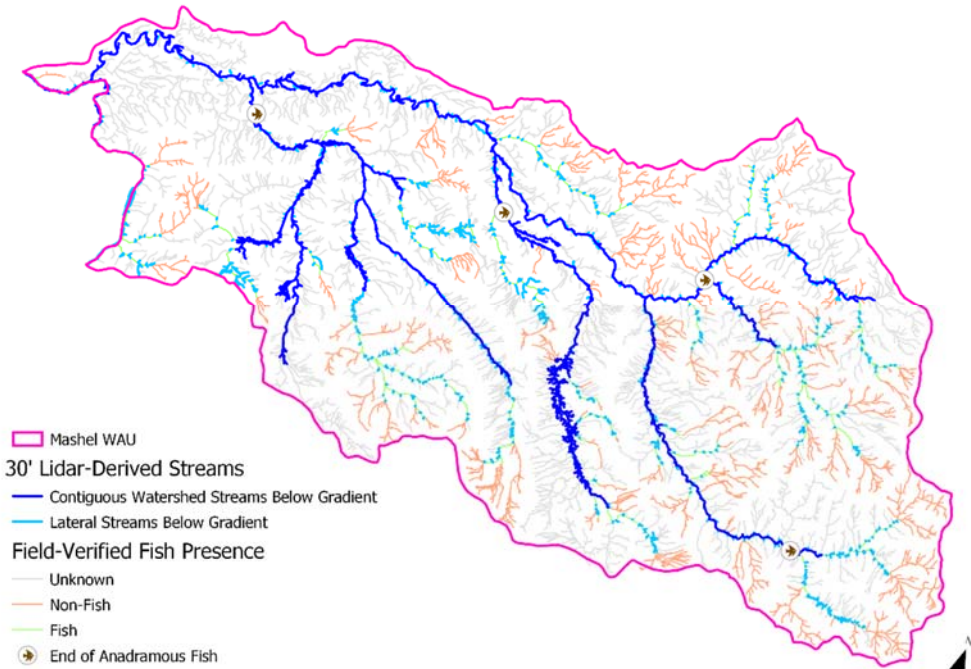 Mashel WAU
30' Lidar-Derived Streams
Contiguous Watershed Streams Below Gradient
Lateral Streams Below Gradient
Field-Verified Fish Presence
Unknown
Non-Fish
Fish
End of Anadramous Fish
N